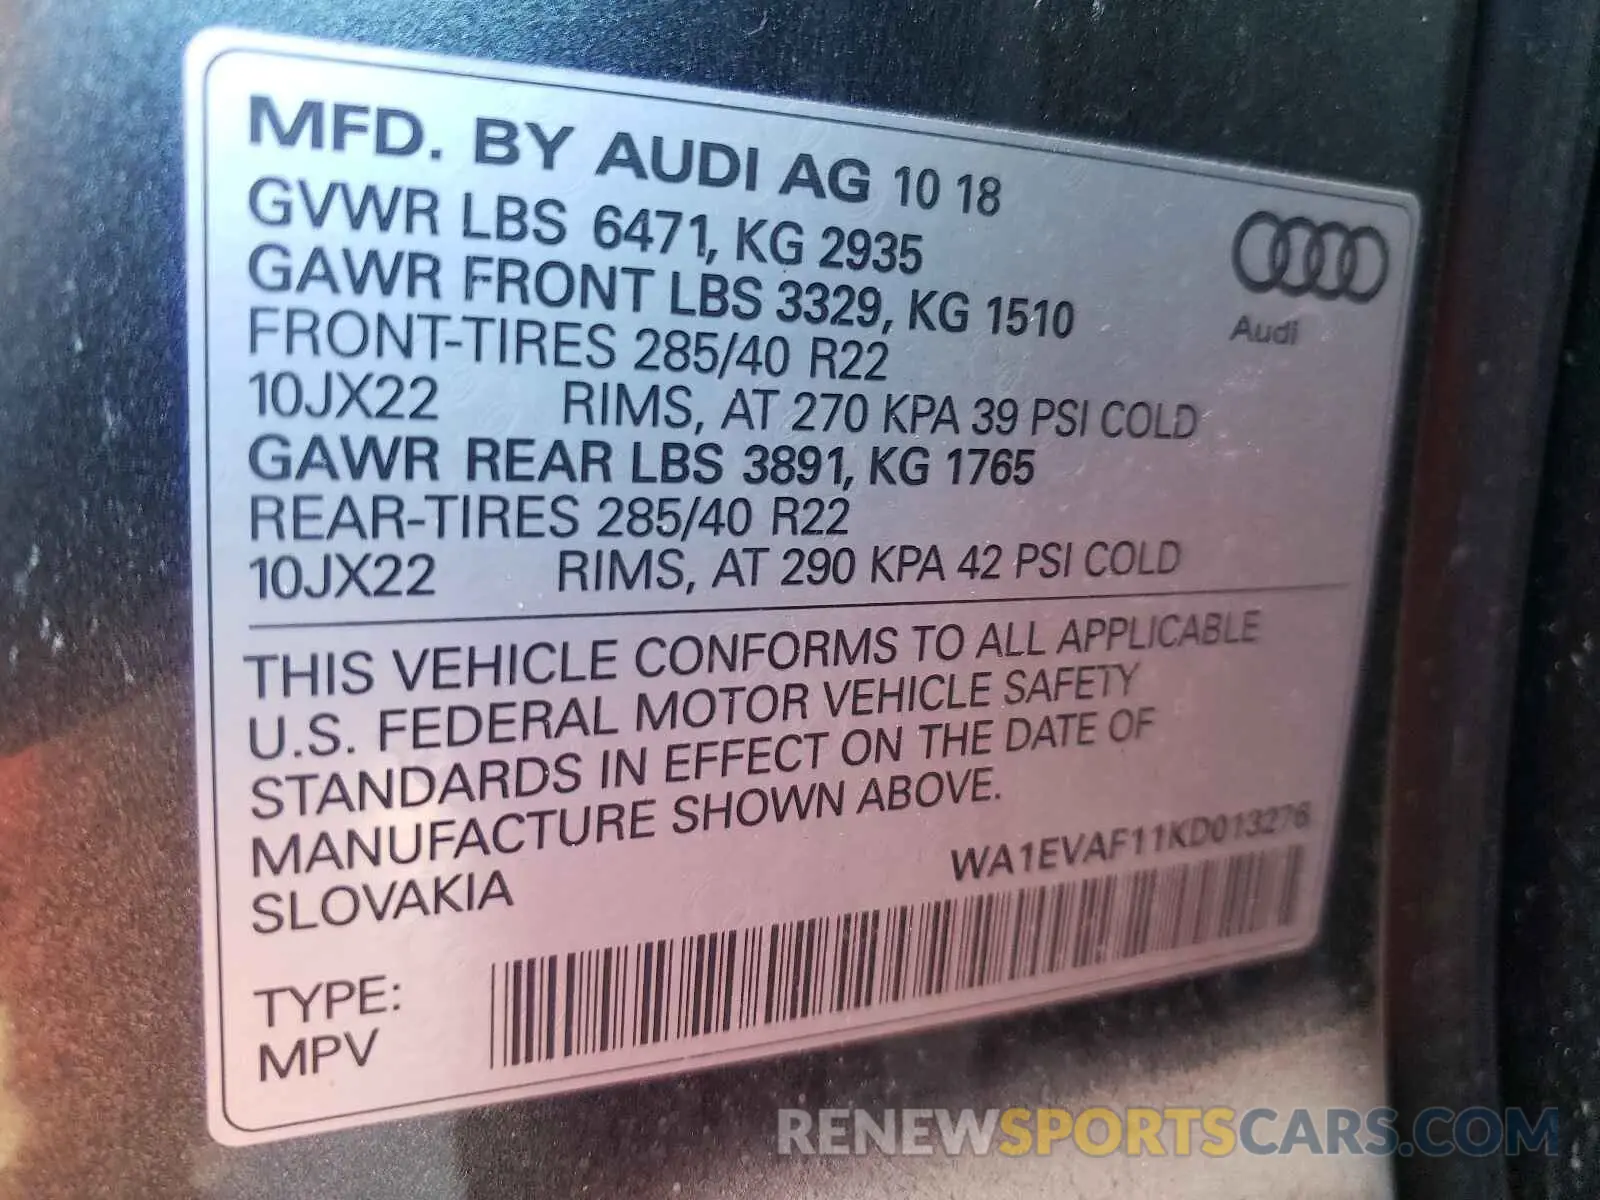 MFD. BY AUDI AG 10 18
GVWR LBS 6471, KG 2935
GAWR FRONT LBS 3329, KG 1510
FRONT-TIRES 285/40 R22
10JX22 RIMS, AT 270 KPA 39 PSI COLD
GAWR REAR LBS 3891, KG 1765
REAR-TIRES 285/40 R22
10JX22 RIMS, AT 290 KPA 42 PSI COLD
Audi
THIS VEHICLE CONFORMS TO ALL APPLICABLE
U.S. FEDERAL MOTOR VEHICLE SAFETY
STANDARDS IN EFFECT ON THE DATE OF
MANUFACTURE SHOWN ABOVE.
SLOVAKIA
WA1EVAF11KD013276
TYPE:
MPV
RENEWSPORTSCARS.COM